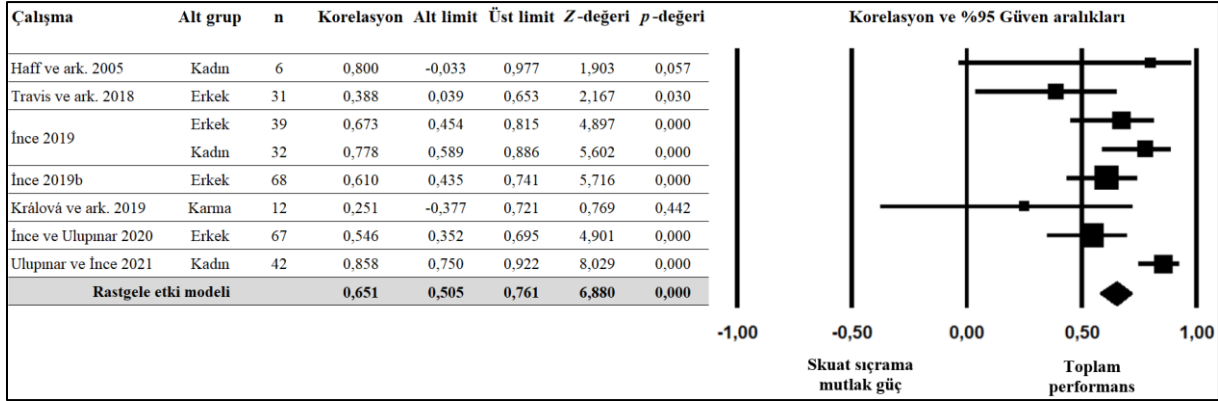 Çalışma Alt grup n Korelasyon Alt limit Üst limit Z-değeri p-değeri Korelasyon ve %95 Güven aralıkları
Haff ve ark. 2005 Kadın 6 0,800 -0,033 0,977 1,903 0,057
Travis ve ark. 2018 Erkek 31 0,388 0,039 0,653 2,167 0,030
İnce 2019 Erkek 39 0,673 0,454 0,815 4,897 0,000
Kadın 32 0,778 0,589 0,886 5,602 0,000
İnce 2019b Erkek 68 0,610 0,435 0,741 5,716 0,000
Králová ve ark. 2019 Karma 12 0,251 -0,377 0,721 0,769 0,442
İnce ve Ulupınar 2020 Erkek 67 0,546 0,352 0,695 4,901 0,000
Ulupınar ve İnce 2021 Kadın 42 0,858 0,750 0,922 8,029 0,000
Rastgele etki modeli 0,651 0,505 0,761 6,880 0,000
-1,00 -0,50 0,00 0,50 1,00
Skuat sıçrama Toplam
mutlak güç performans